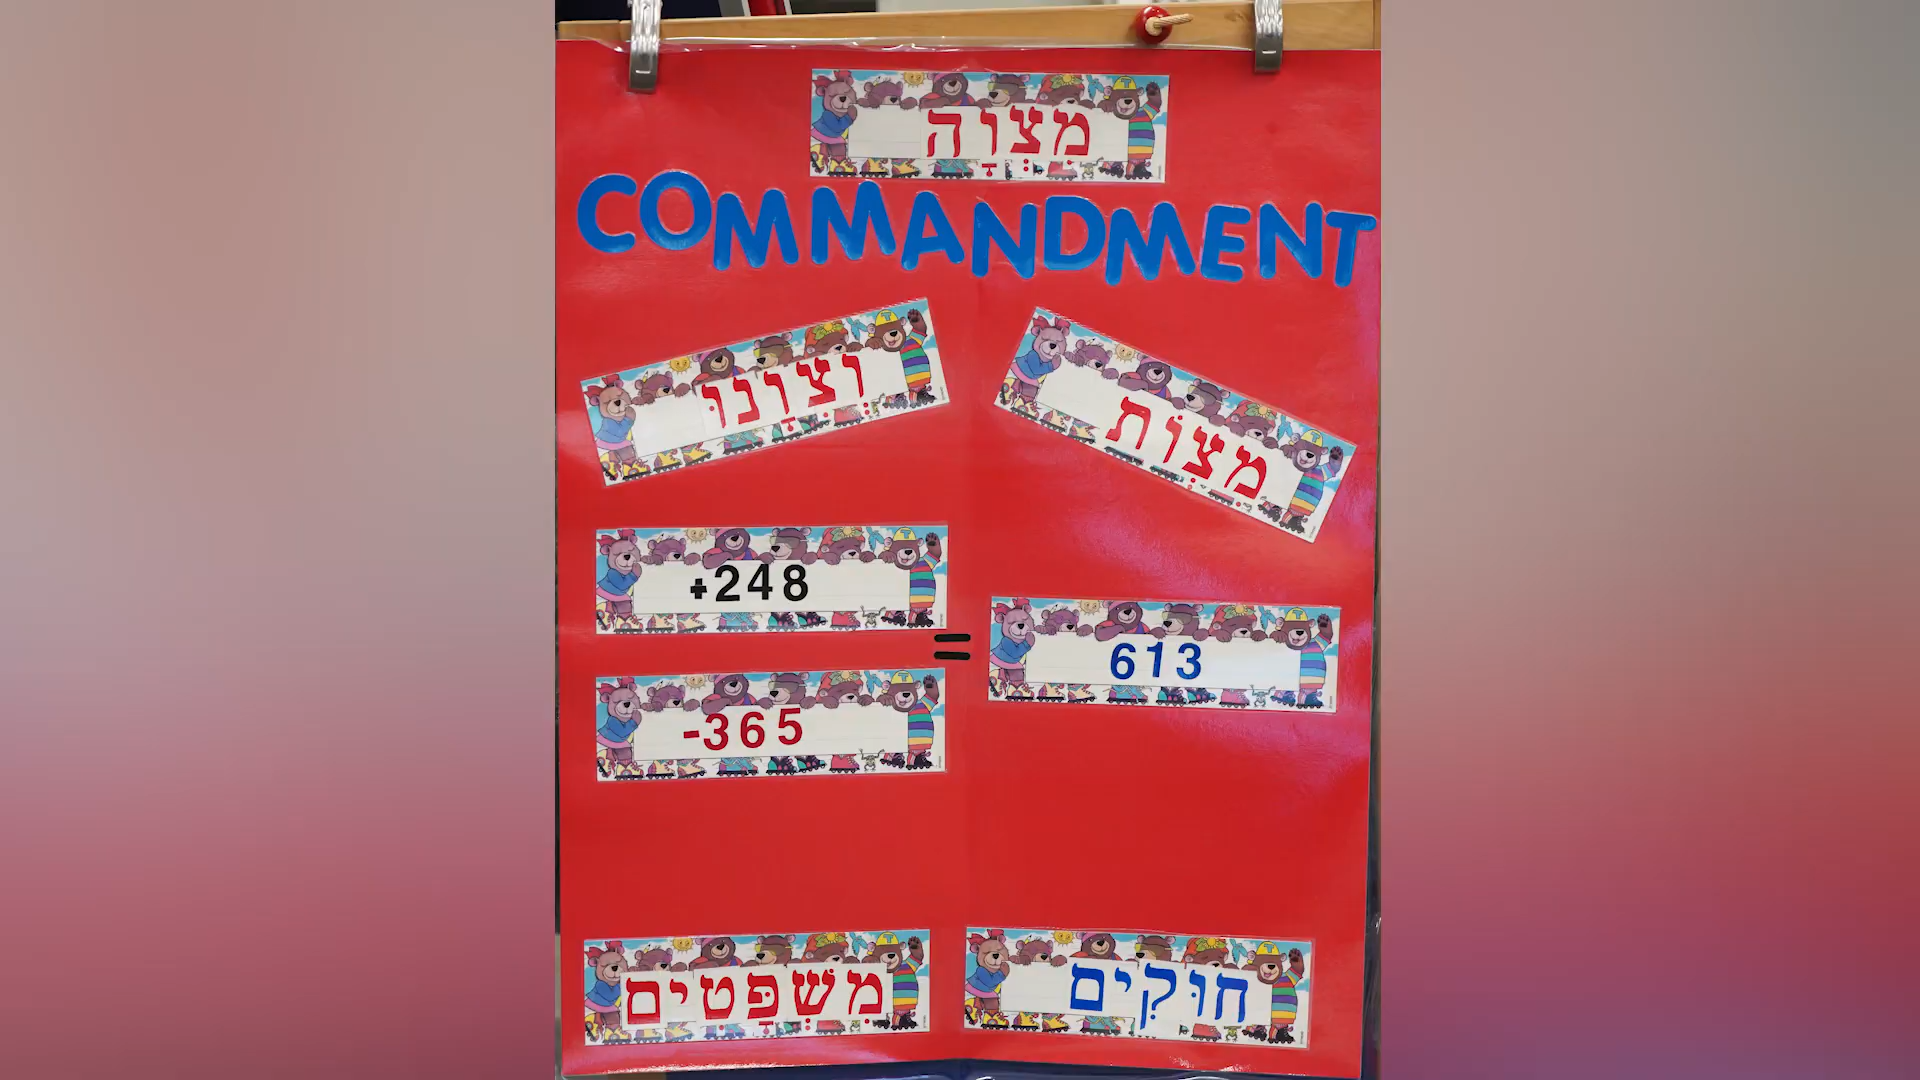 מִצְוָה
COMMANDMENT
וְצִוָנוּ
מִצְוֹת
+248
=
613
-365
מִשְׁפָּטִים
חוּקִים